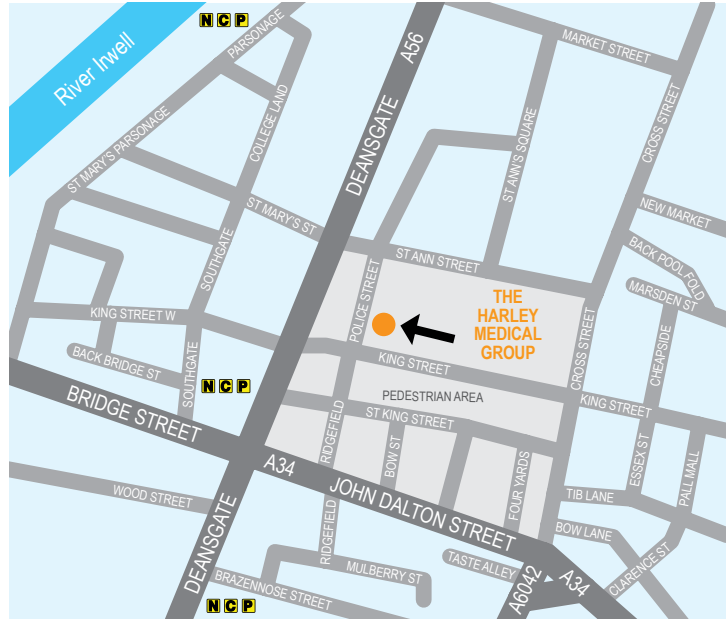 NCP
PARSONAGE
A56
MARKET STREET
River Irwell
COLLEGE LAND
DEANSGATE
ST ANN'S SQUARE
CROSS STREET
ST MARY'S PARSONAGE
ST MARY'S ST
NEW MARKET
SOUTHGATE
ST ANN STREET
BACK POOL FOLD
MARSDEN ST
KING STREET W
POLICE STREET
THE
HARLEY
MEDICAL
GROUP
CROSS STREET
CHEAPSIDE
BACK BRIDGE ST
SOUTHGATE
KING STREET
NCP
PEDESTRIAN AREA
KING STREET
BRIDGE STREET
ST KING STREET
RIDGEFIELD
BOW ST
ESSEX ST
PALL MALL
A34
WOOD STREET
JOHN DALTON STREET
FOUR YARDS
TIB LANE
DEANSGATE
RIDGEFIELD
BOW LANE
MULBERRY ST
TASTE ALLEY
CLARENCE ST
BRAZENNOSE STREET
A6042
A34
NCP